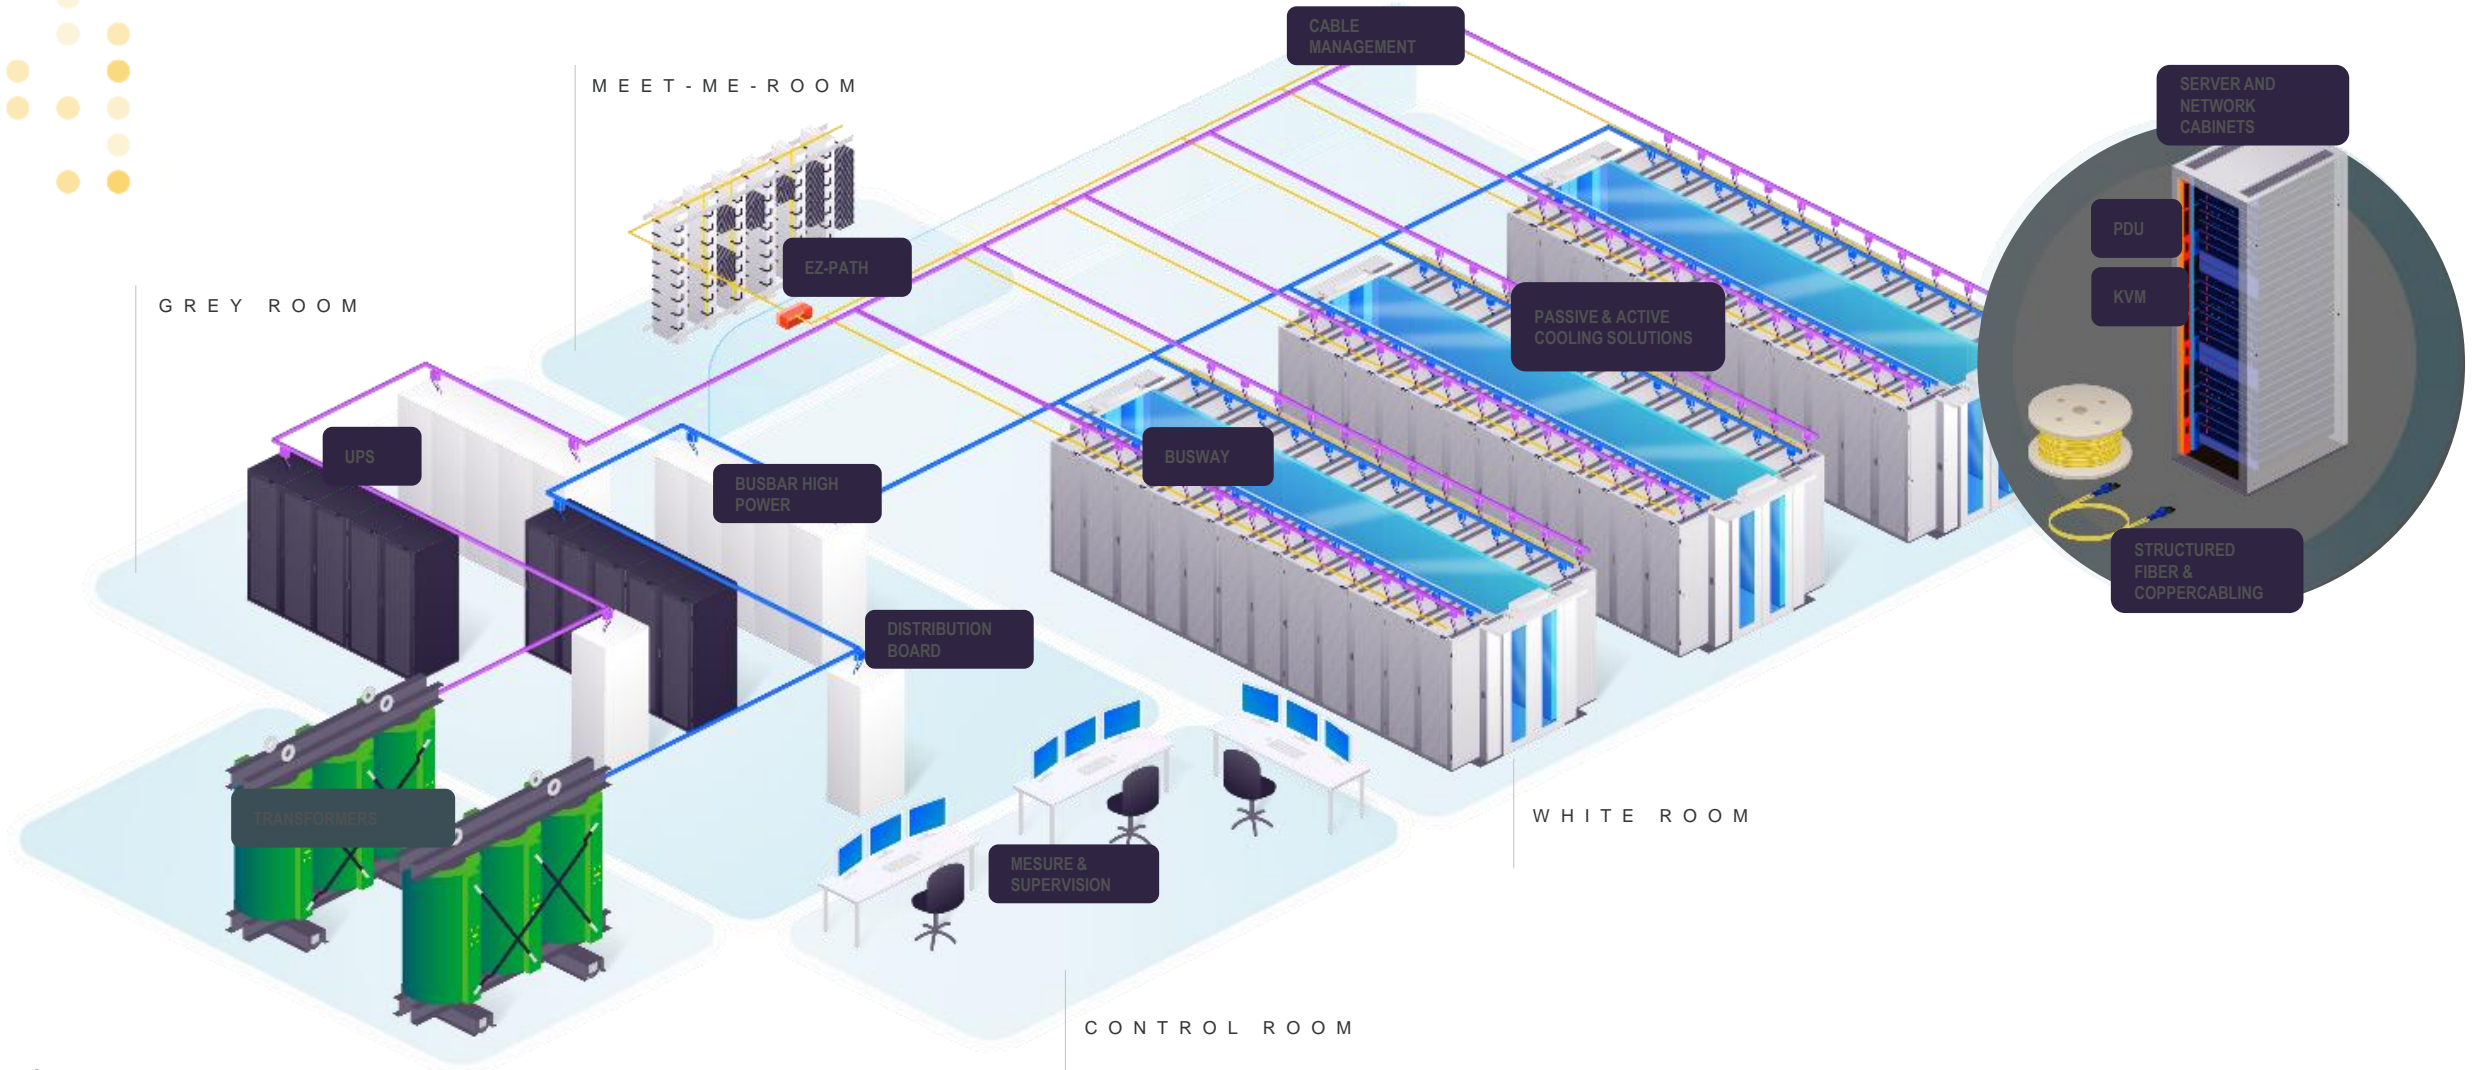 CABLE
MANAGEMENT
MEET-ME-ROOM
SERVER AND
NETWORK
CABINETS
PDU
EZ-PATH
KVM
GREY ROOM
PASSIVE & ACTIVE
COOLING SOLUTIONS
UPS
BUSWAY
BUSBAR HIGH
POWER
STRUCTURED
FIBER &
COPPERCABLING
DISTRIBUTION
BOARD
TRANSFORMERS
WHITE ROOM
MESURE &
SUPERVISION
CONTROL ROOM